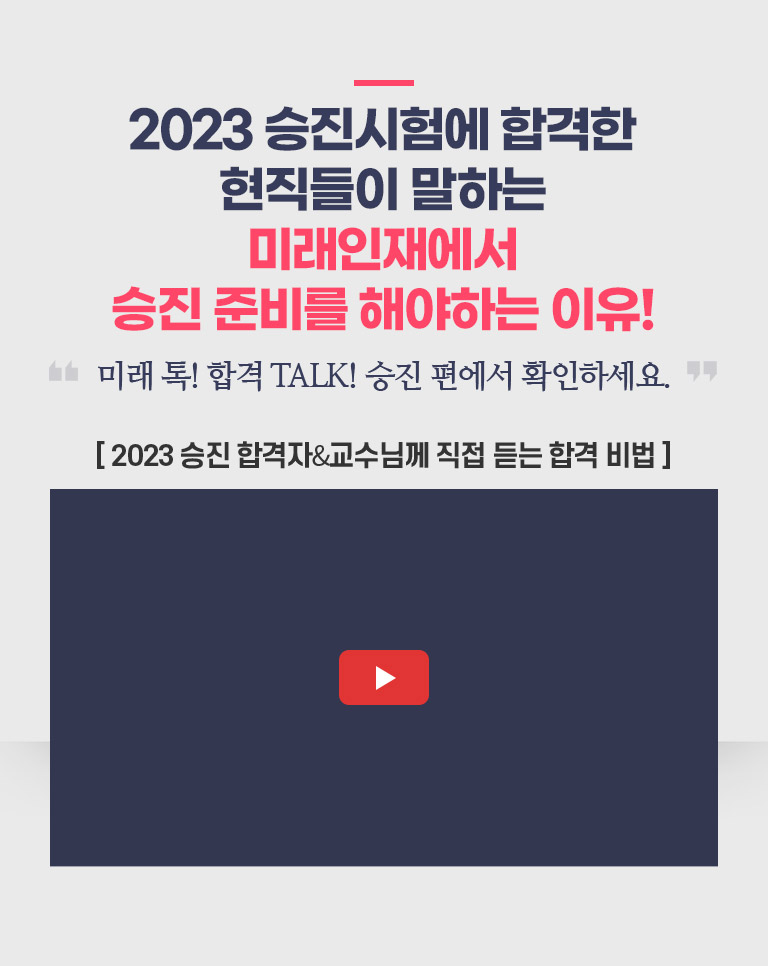 2023 승진시험에 합격한
현직들이 말하는
미래인재에서
승진 준비를 해야하는 이유!
❝ 미래 톡! 합격 TALK! 승진 편에서 확인하세요. ❞
[ 2023 승진 합격자&교수님께 직접 듣는 합격 비법 ]